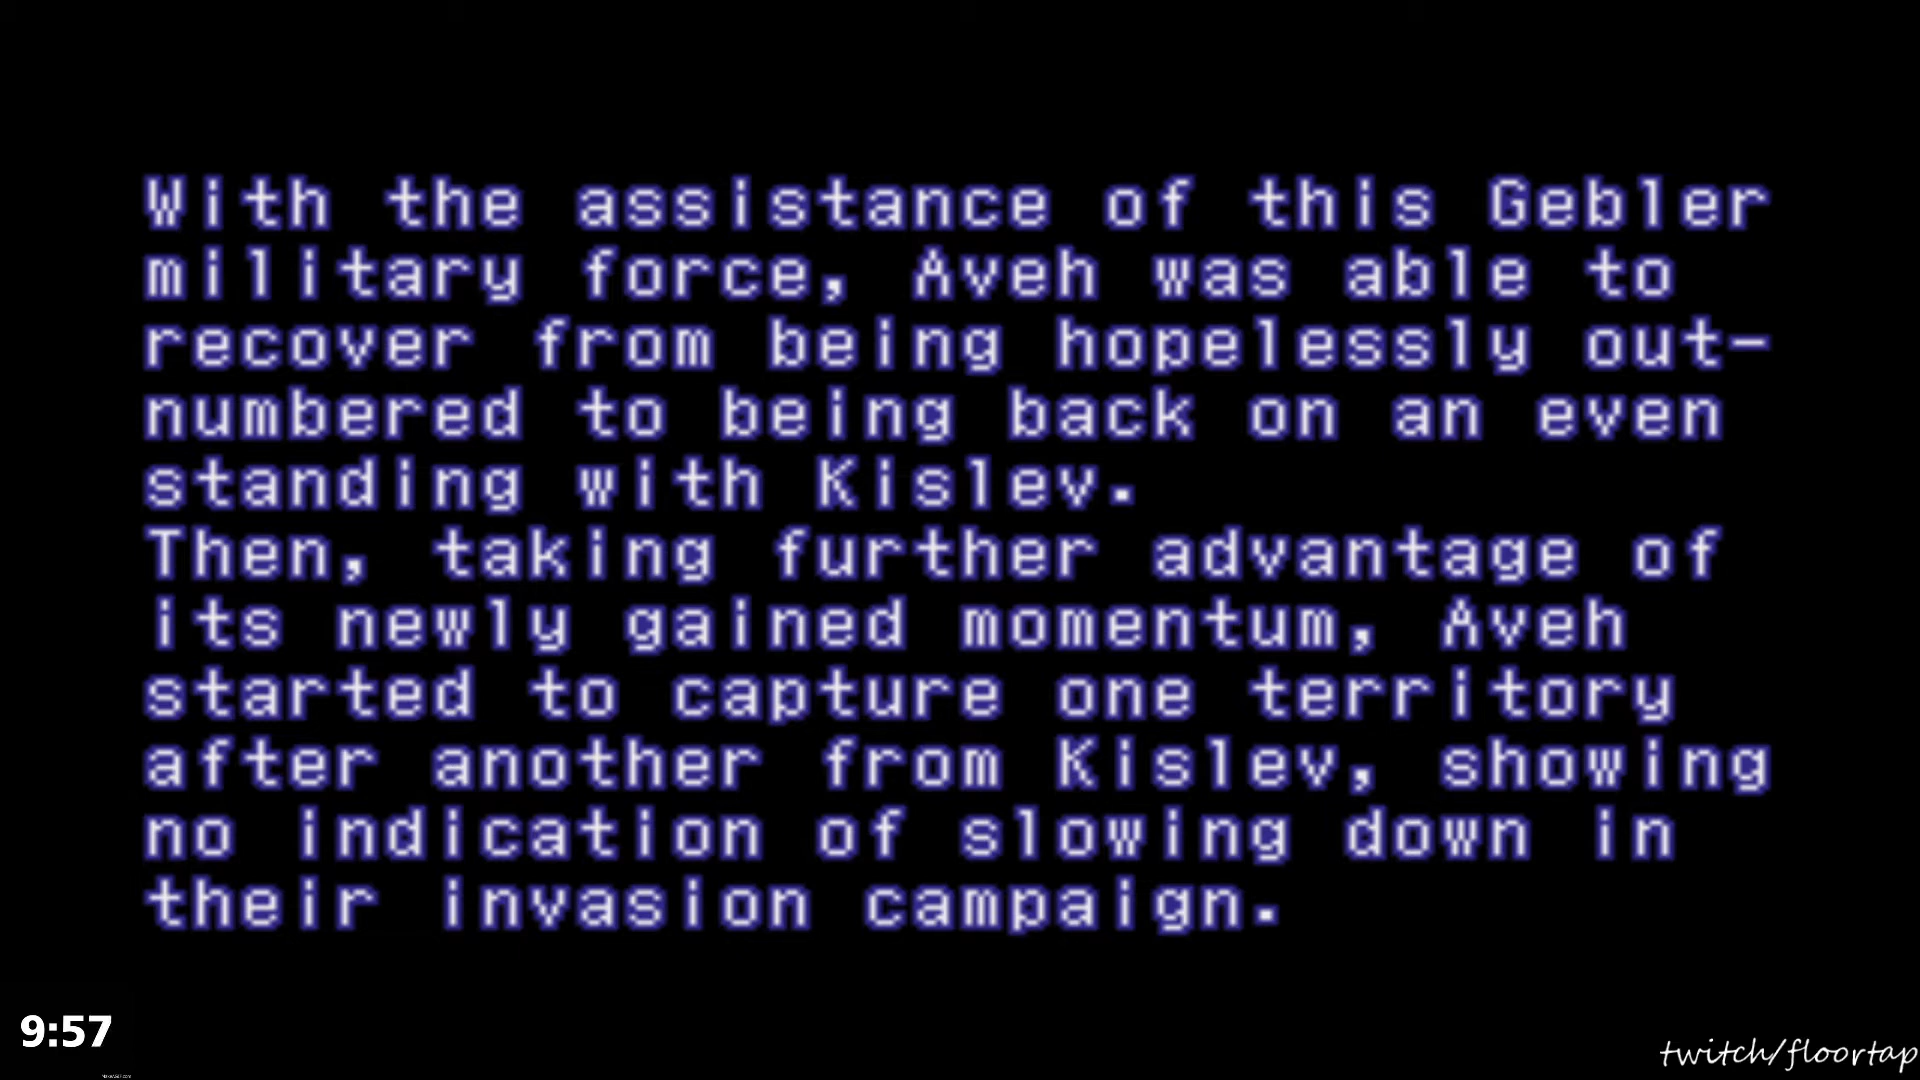 With the assistance of this Gebler
military force, Aveh was able to
recover from being hopelessly out-
numbered to being back on an even
standing with Kislev.
Then, taking further advantage of
its newly gained momentum, Aveh
started to capture one territory
after another from Kislev, showing
no indication of slowing down in
their invasion campaign.
9:57
twitch/floortap